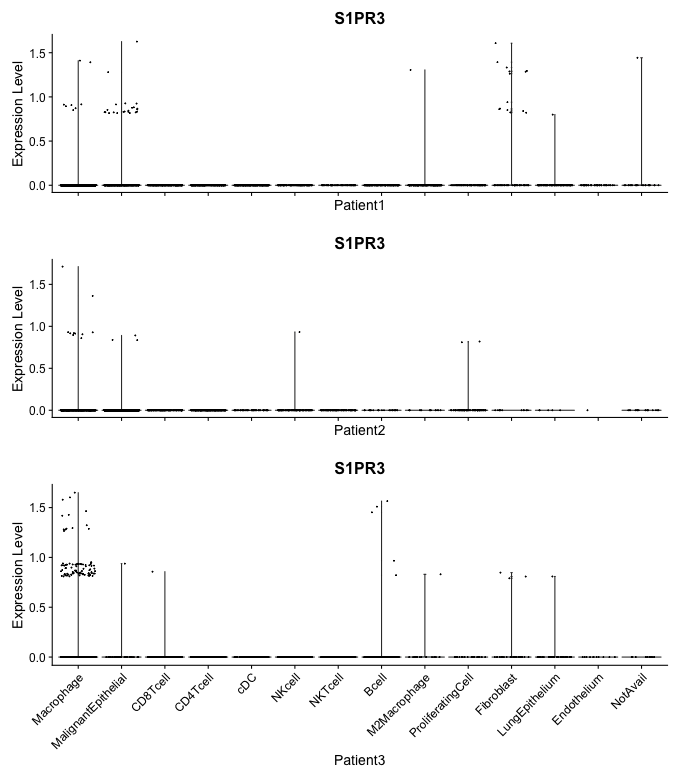 S1PR3
Expression Level
1.5
1.0
0.5
0.0
Patient1
S1PR3
Expression Level
1.5
1.0
0.5
0.0
Patient2
S1PR3
Expression Level
1.5
1.0
0.5
0.0
Macrophage
MalignantEpithelial
CD8Tcell
CD4Tcell
cDC
NKcell
NKTcell
Bcell
M2Macrophage
ProliferatingCell
Fibroblast
LungEpithelium
Endothelium
NotAvail
Patient3